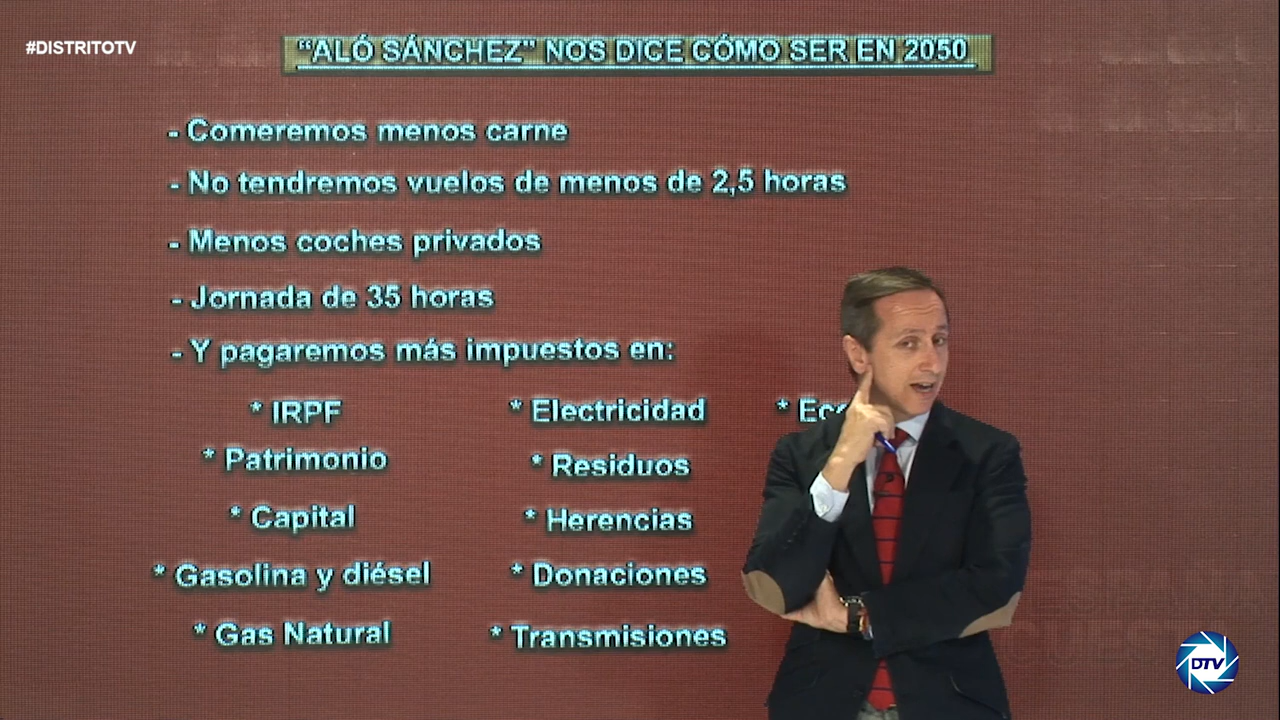 #DISTRITOTV
“ALÓ SÁNCHEZ” NOS DICE CÓMO SER EN 2050
- Comeremos menos carne
- No tendremos vuelos de menos de 2,5 horas
- Menos coches privados
- Jornada de 35 horas
- Y pagaremos más impuestos en:
* IRPF
* Patrimonio
* Capital
* Gasolina y diésel
* Gas Natural
* Electricidad
* Residuos
* Herencias
* Donaciones
* Transmisiones
*
DTV